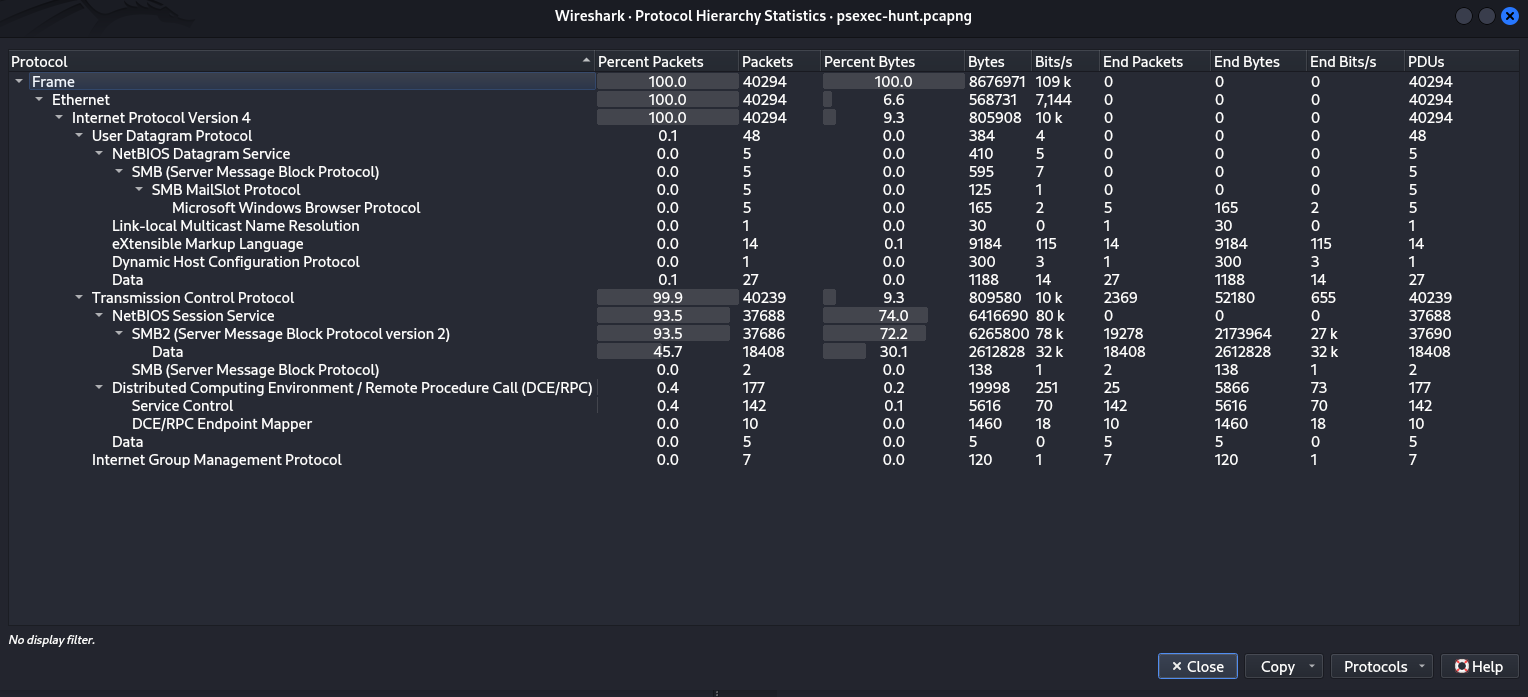 Wireshark · Protocol Hierarchy Statistics · psexec-hunt.pcapng
Protocol Percent Packets Packets Percent Bytes Bytes Bits/s End Packets End Bytes End Bits/s PDUs
Frame 100.0 40294 100.0 8676971 109 k 0 0 0 40294
Ethernet 100.0 40294 6.6 568731 7,144 0 0 0 40294
Internet Protocol Version 4 100.0 40294 9.3 805908 10 k 0 0 0 40294
User Datagram Protocol 0.1 48 0.0 384 4 0 0 0 48
NetBIOS Datagram Service 0.0 5 0.0 410 5 0 0 0 5
SMB (Server Message Block Protocol) 0.0 5 0.0 595 7 0 0 0 5
SMB MailSlot Protocol 0.0 5 0.0 125 1 0 0 0 5
Microsoft Windows Browser Protocol 0.0 5 0.0 165 2 5 165 2 5
Link-local Multicast Name Resolution 0.0 1 0.0 30 0 1 30 0 1
eXtensible Markup Language 0.0 14 0.1 9184 115 14 9184 115 14
Dynamic Host Configuration Protocol 0.0 1 0.0 300 3 1 300 3 1
Data 0.1 27 0.0 1188 14 27 1188 14 27
Transmission Control Protocol 99.9 40239 9.3 809580 10 k 2369 52180 655 40239
NetBIOS Session Service 93.5 37688 74.0 6416690 80 k 0 0 0 37688
SMB2 (Server Message Block Protocol version 2) 93.5 37686 72.2 6265800 78 k 19278 2173964 27 k 37690
Data 45.7 18408 30.1 2612828 32 k 18408 2612828 32 k 18408
SMB (Server Message Block Protocol) 0.0 2 0.0 138 1 2 138 1 2
Distributed Computing Environment / Remote Procedure Call (DCE/RPC) 0.4 177 0.2 19998 251 25 5866 73 177
Service Control 0.4 142 0.1 5616 70 142 5616 70 142
DCE/RPC Endpoint Mapper 0.0 10 0.0 1460 18 10 1460 18 10
Data 0.0 5 0.0 5 0 5 5 0 5
Internet Group Management Protocol 0.0 7 0.0 120 1 7 120 1 7
No display filter.
Close Copy Protocols Help